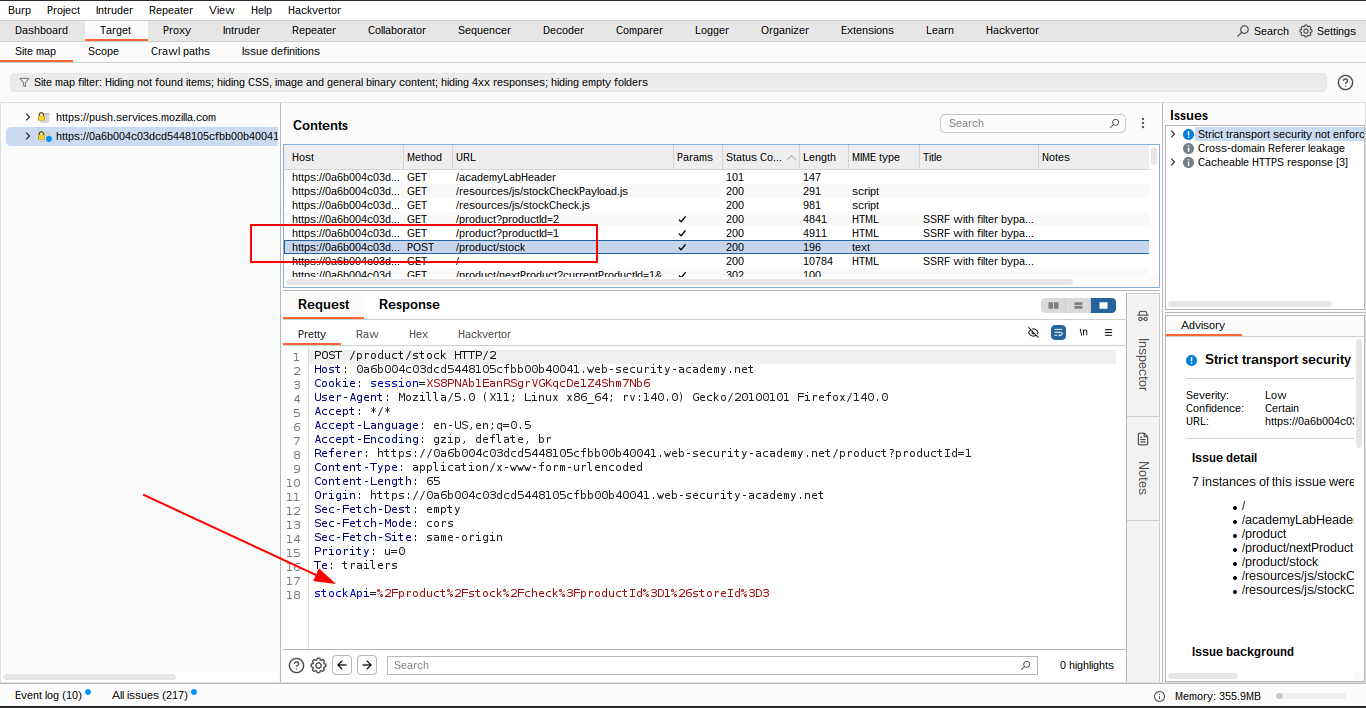 Burp Project Intruder Repeater View Help Hackvertor
Dashboard Target Proxy Intruder Repeater Collaborator Sequencer Decoder Comparer Logger Organizer Extensions Learn Hackvertor Search Settings
Site map Scope Crawl paths Issue definitions
Site map filter: Hiding not found items; hiding CSS, image and general binary content; hiding 4xx responses; hiding empty folders
https://push.services.mozilla.com
https://0a6b004c03dcd5448105cfbb00b40041
Contents
Search
Host Method URL Params Status Co... Length MIME type Title Notes
https://0a6b004c03d... GET /academyLabHeader 101 147
https://0a6b004c03d... GET /resources/js/stockCheckPayload.js 200 291 script
https://0a6b004c03d... GET /resources/js/stockCheck.js 200 981 script
https://0a6b004c03d... GET /product?productId=2 200 4841 HTML SSRF with filter bypa...
https://0a6b004c03d... GET /product?productId=1 200 4911 HTML SSRF with filter bypa...
https://0a6b004c03d... POST /product/stock 200 196 text
https://0a6b004c03d... GET / 200 10784 HTML SSRF with filter bypa...
https://0a6b004c03d... GET /product/nextProduct?currentProductId=1& 302 100
Request Response
Pretty Raw Hex Hackvertor
\n
1 POST /product/stock HTTP/2
2 Host: 0a6b004c03dcd5448105cfbb00b40041.web-security-academy.net
3 Cookie: session=XS8PNAblEanRSgrVGKqcDe1Z4Shm7Nb6
4 User-Agent: Mozilla/5.0 (X11; Linux x86_64; rv:140.0) Gecko/20100101 Firefox/140.0
5 Accept: */*
6 Accept-Language: en-US,en;q=0.5
7 Accept-Encoding: gzip, deflate, br
8 Referer: https://0a6b004c03dcd5448105cfbb00b40041.web-security-academy.net/product?productId=1
9 Content-Type: application/x-www-form-urlencoded
10 Content-Length: 65
11 Origin: https://0a6b004c03dcd5448105cfbb00b40041.web-security-academy.net
12 Sec-Fetch-Dest: empty
13 Sec-Fetch-Mode: cors
14 Sec-Fetch-Site: same-origin
15 Priority: u=0
16 Te: trailers
17
18 stockApi=%2Fproduct%2Fstock%2Fcheck%3FproductId%3D1%26storeId%3D3
Search
0 highlights
Inspector
Notes
Issues
Strict transport security not enforc
Cross-domain Referer leakage
Cacheable HTTPS response [3]
Advisory
Strict transport security
Severity: Low
Confidence: Certain
URL: https://0a6b004c03
Issue detail
7 instances of this issue were
/
/academyLabHeader
/product
/product/nextProduct
/product/stock
/resources/js/stockC
/resources/js/stockC
Issue background
Event log (10) All issues (217) Memory: 355.9MB